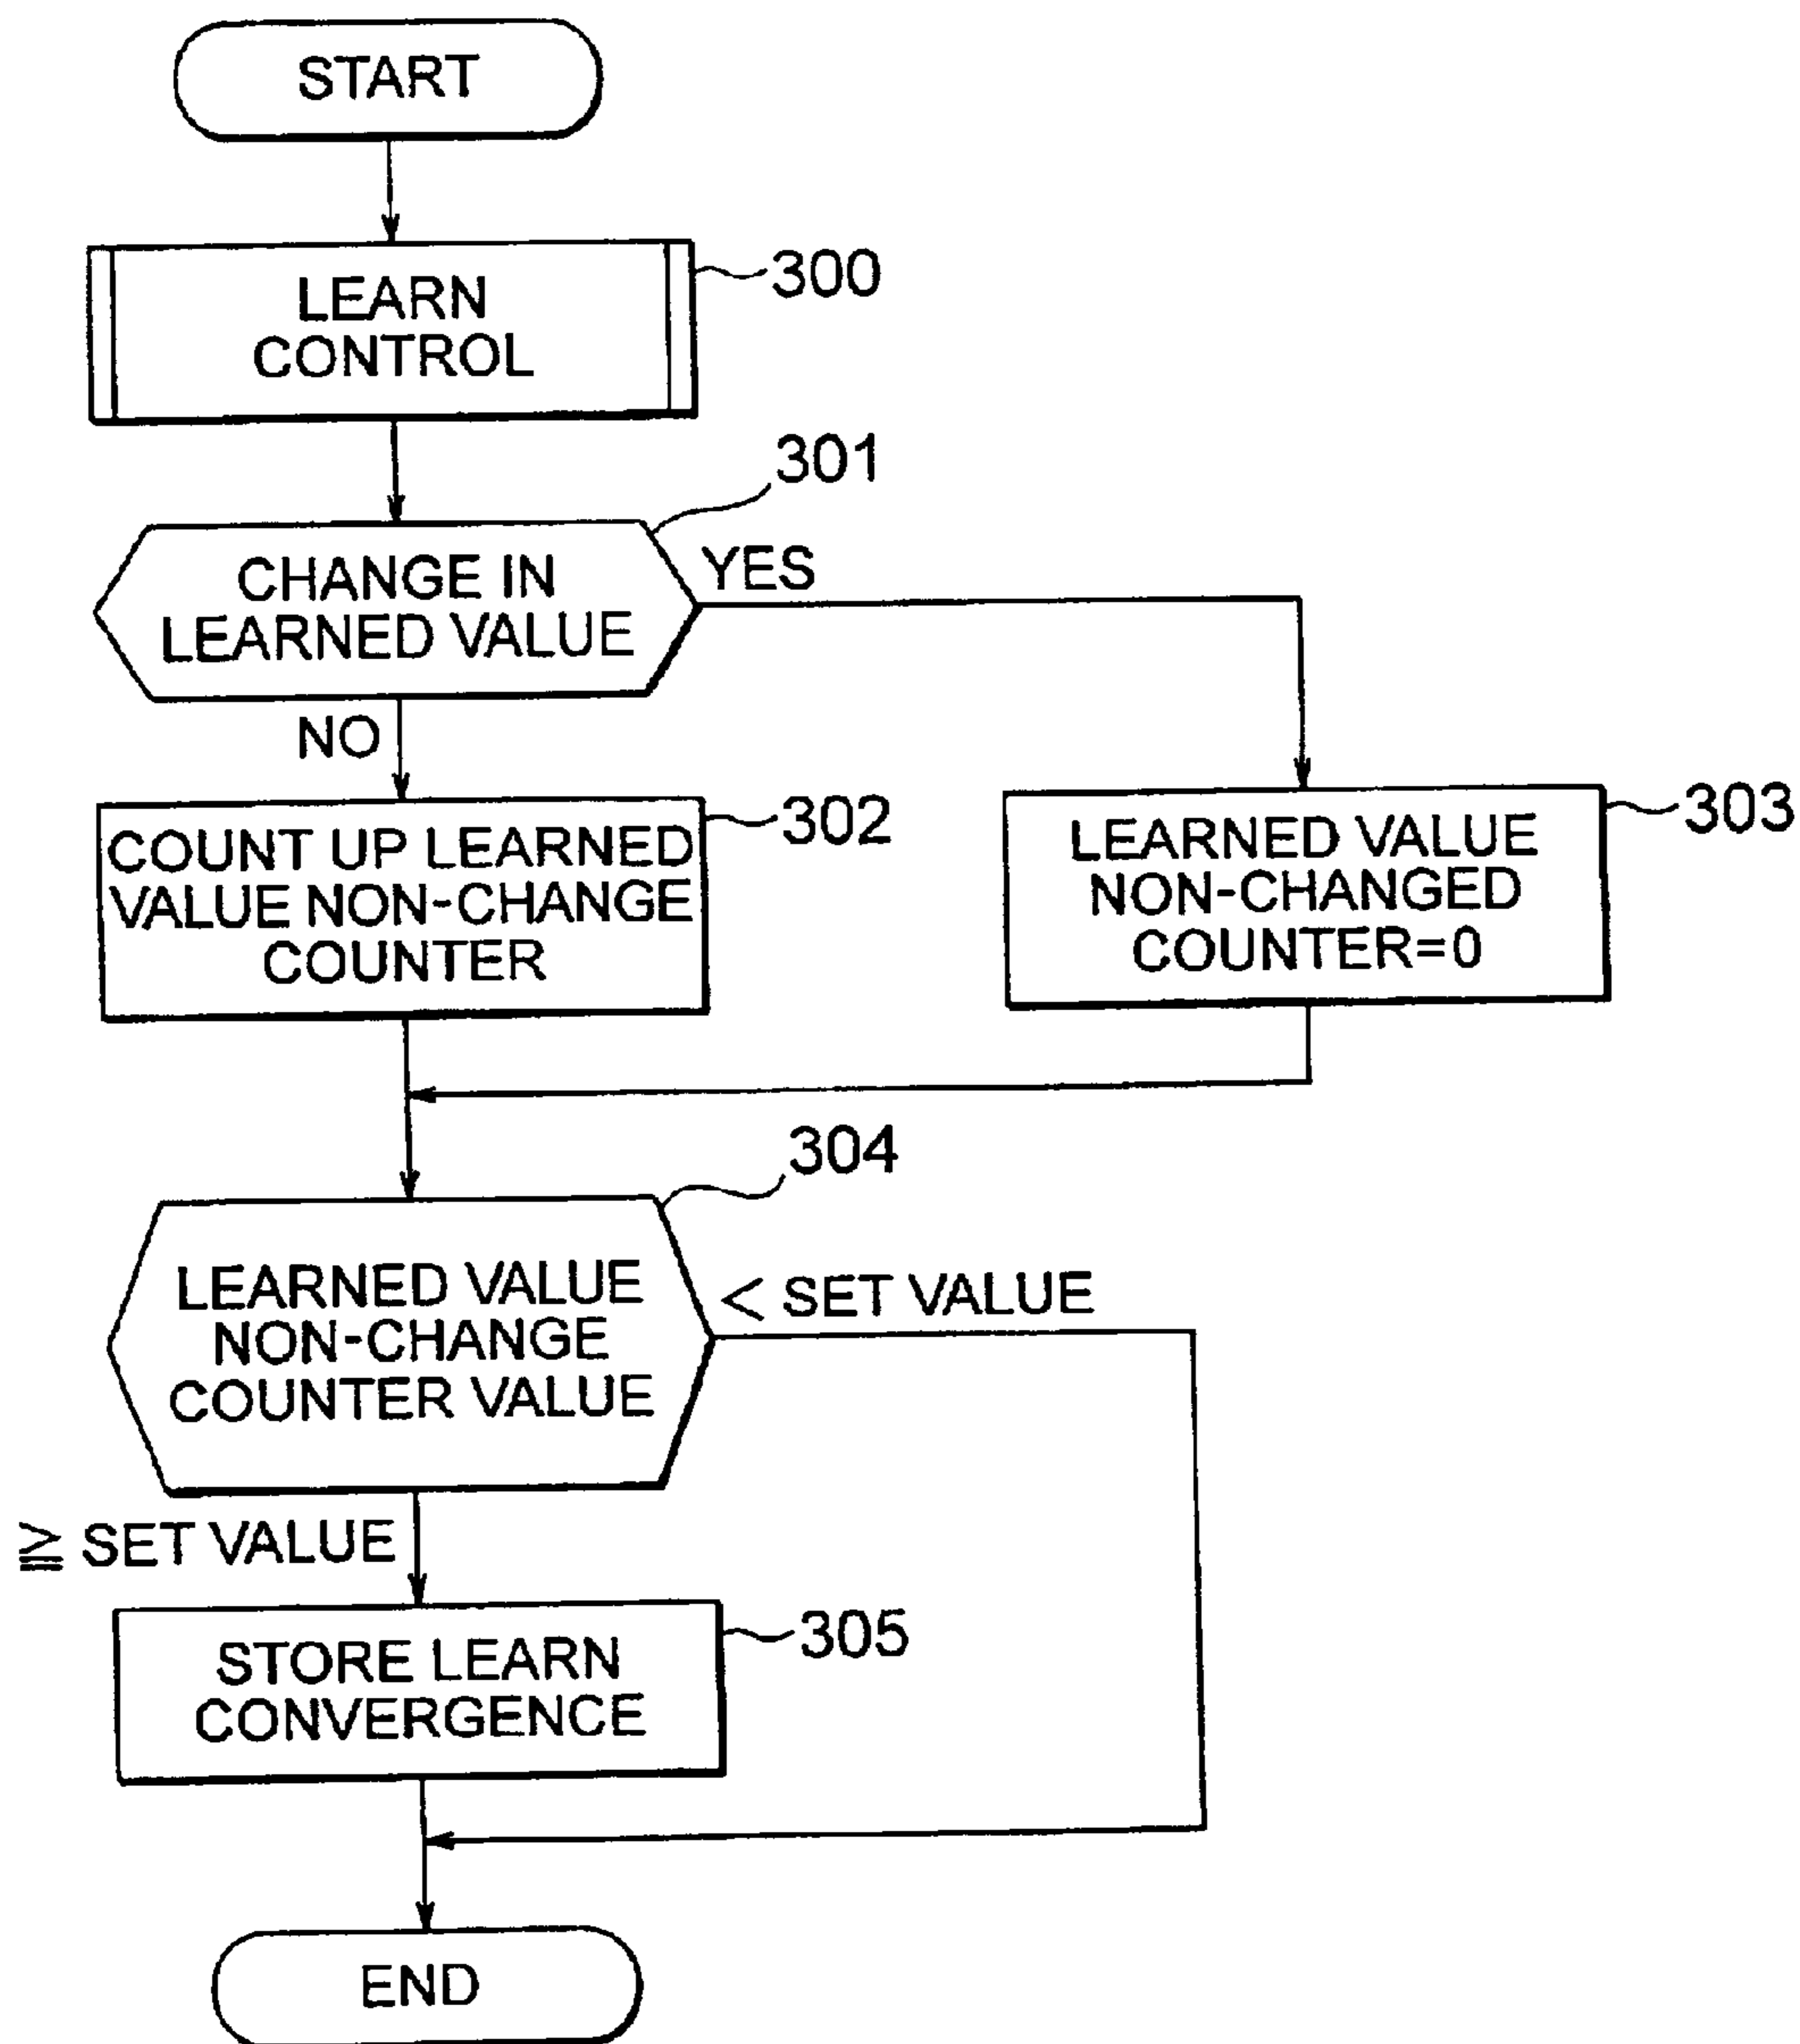 START
LEARN
CONTROL
300
301
CHANGE IN
LEARNED VALUE
YES
NO
COUNT UP LEARNED
VALUE NON-CHANGE
COUNTER
302
LEARNED VALUE
NON-CHANGED
COUNTER=0
303
304
LEARNED VALUE
NON-CHANGE
COUNTER VALUE
< SET VALUE
≧ SET VALUE
STORE LEARN
CONVERGENCE
305
END